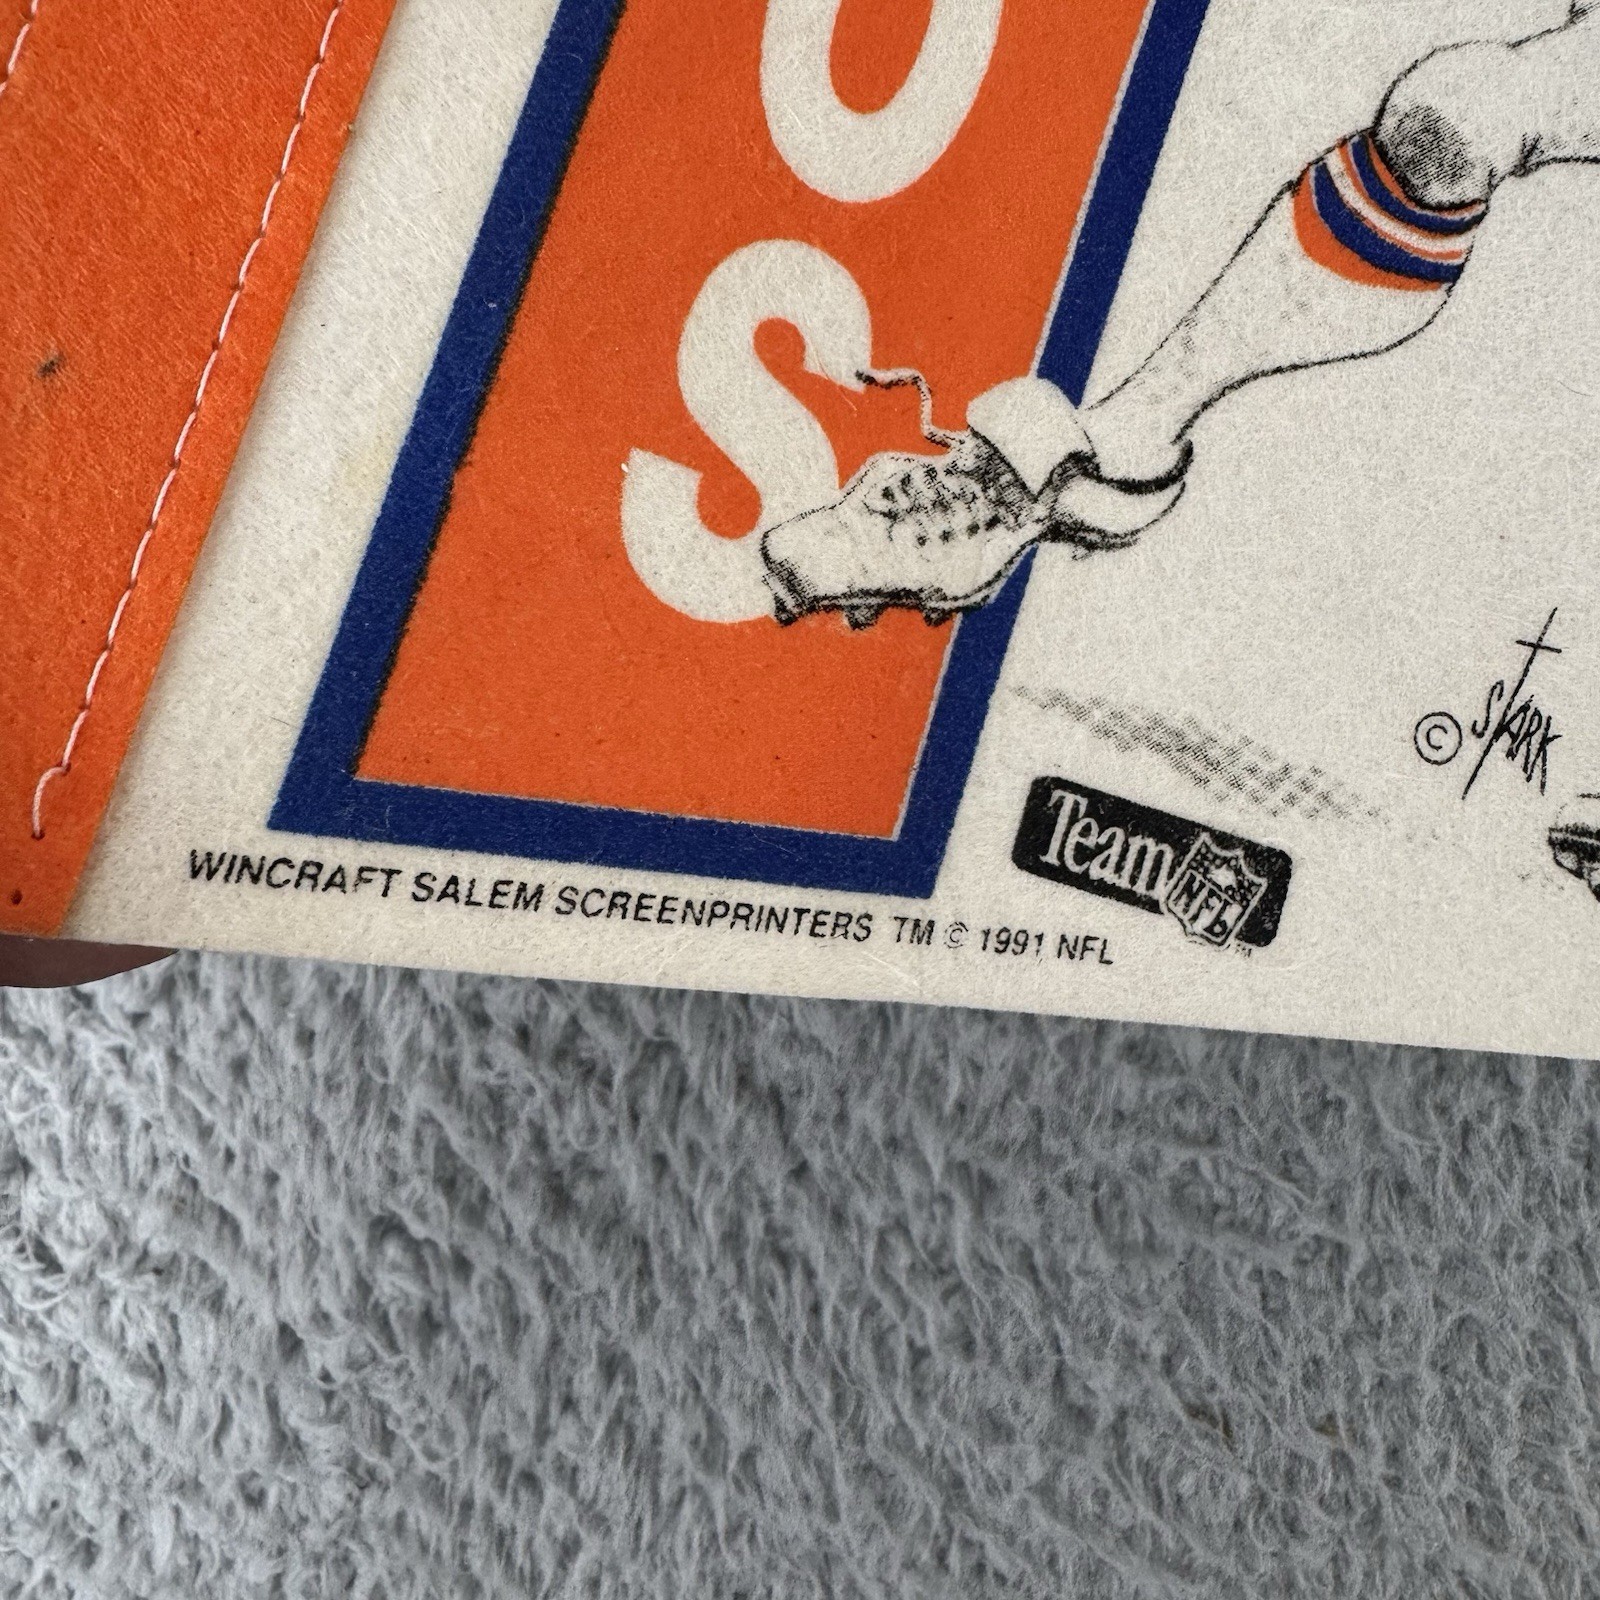 O
S
© STARK
Team
NFL
WINCRAFT SALEM SCREENPRINTERS TM © 1991 NFL